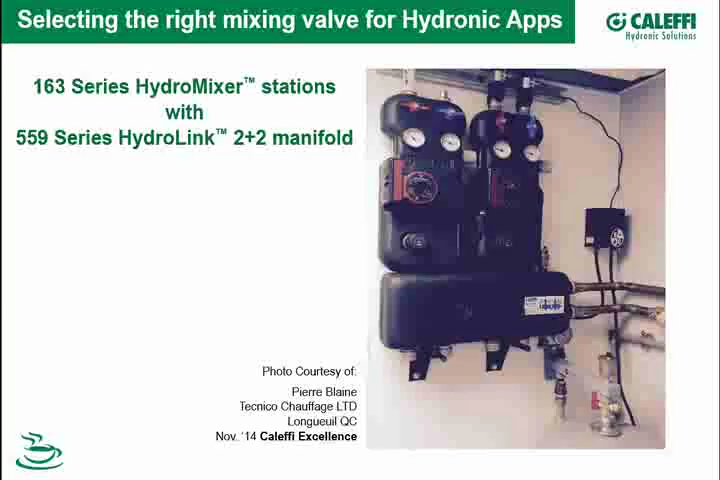 Selecting the right mixing valve for Hydronic Apps
CALEFFI
Hydronic Solutions
163 Series HydroMixer™ stations
with
559 Series HydroLink™ 2+2 manifold
Photo Courtesy of:
Pierre Blaine
Tecnico Chauffage LTD
Longueuil QC
Nov. '14 Caleffi Excellence